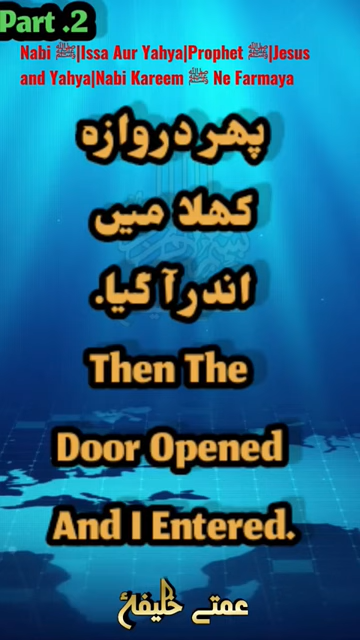 Part .2
Nabi ﷺ|Issa Aur Yahya|Prophet ﷺ|Jesus
and Yahya|Nabi Kareem ﷺ Ne Farmaya
پھر دروازہ
کھلا میں
اندر آ گیا.
Then The
Door Opened
And I Entered.